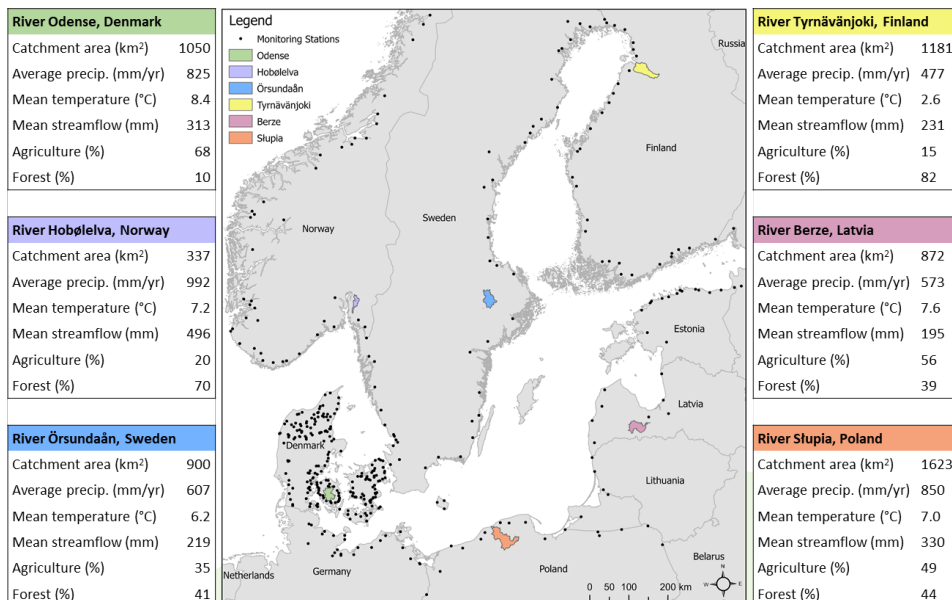 River Odense, Denmark
Catchment area (km²) 1050
Average precip. (mm/yr) 825
Mean temperature (°C) 8.4
Mean streamflow (mm) 313
Agriculture (%) 68
Forest (%) 10
River Hobølelva, Norway
Catchment area (km²) 337
Average precip. (mm/yr) 992
Mean temperature (°C) 7.2
Mean streamflow (mm) 496
Agriculture (%) 20
Forest (%) 70
River Örsundaån, Sweden
Catchment area (km²) 900
Average precip. (mm/yr) 607
Mean temperature (°C) 6.2
Mean streamflow (mm) 219
Agriculture (%) 35
Forest (%) 41
Legend
Monitoring Stations
Odense
Hobølelva
Örsundaån
Tyrnävänjoki
Berze
Słupia
Russia
Finland
Sweden
Norway
Estonia
Latvia
Denmark
Lithuania
Belarus
Netherlands
Germany
Poland
0 50 100 200 km
N
W E
S
River Tyrnävänjoki, Finland
Catchment area (km²) 1181
Average precip. (mm/yr) 477
Mean temperature (°C) 2.6
Mean streamflow (mm) 231
Agriculture (%) 15
Forest (%) 82
River Berze, Latvia
Catchment area (km²) 872
Average precip. (mm/yr) 573
Mean temperature (°C) 7.6
Mean streamflow (mm) 195
Agriculture (%) 56
Forest (%) 39
River Słupia, Poland
Catchment area (km²) 1623
Average precip. (mm/yr) 850
Mean temperature (°C) 7.0
Mean streamflow (mm) 330
Agriculture (%) 49
Forest (%) 44